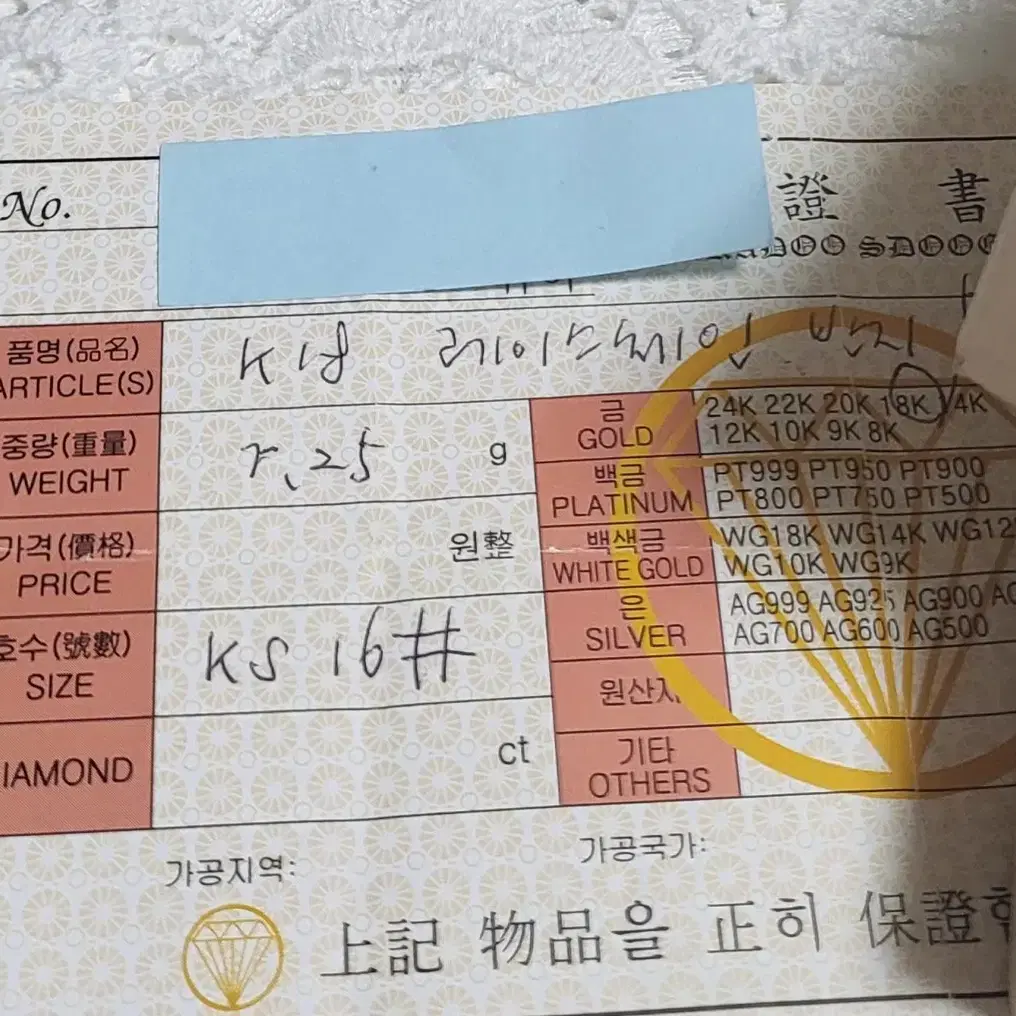 No.
證 書
품명(品名)
ARTICLE(S)
K18 레이스체인 반지
중량(重量)
WEIGHT
7.25 g
금
GOLD
24K 22K 20K 18K 14K
12K 10K 9K 8K
백금
PLATINUM
PT999 PT950 PT900
PT800 PT750 PT500
가격(價格)
PRICE
원整
백색금
WHITE GOLD
WG18K WG14K WG12
WG10K WG9K
호수(號數)
SIZE
KS 16#
은
SILVER
AG999 AG925 AG900 AG
AG700 AG600 AG500
원산지
IAMOND
ct
기타
OTHERS
가공지역:
가공국가:
上記 物品을 正히 保證